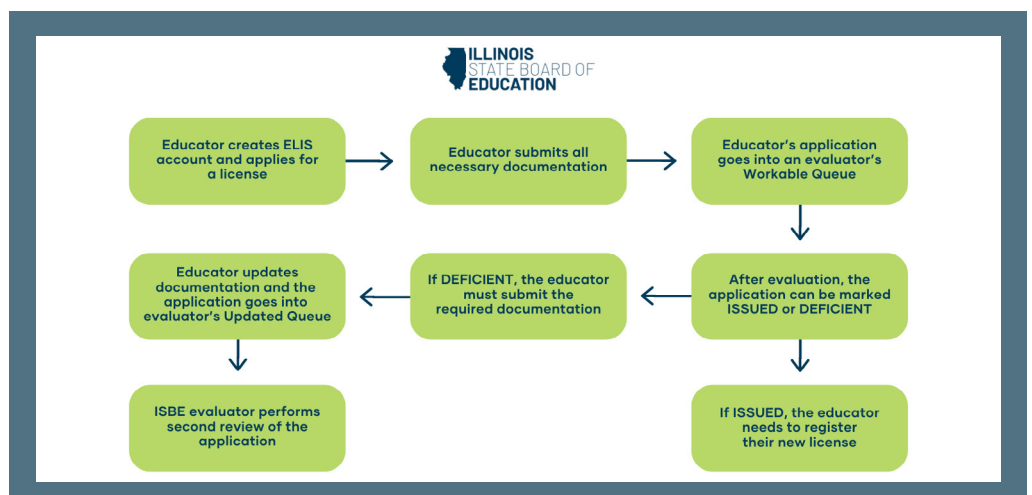 ILLINOIS
STATE BOARD OF
EDUCATION
Educator creates ELIS
account and applies for
a license
Educator submits all
necessary documentation
Educator's application
goes into an evaluator's
Workable Queue
After evaluation, the
application can be marked
ISSUED or DEFICIENT
If DEFICIENT, the educator
must submit the
required documentation
Educator updates
documentation and the
application goes into
evaluator's Updated Queue
ISBE evaluator performs
second review of the
application
If ISSUED, the educator
needs to register
their new license